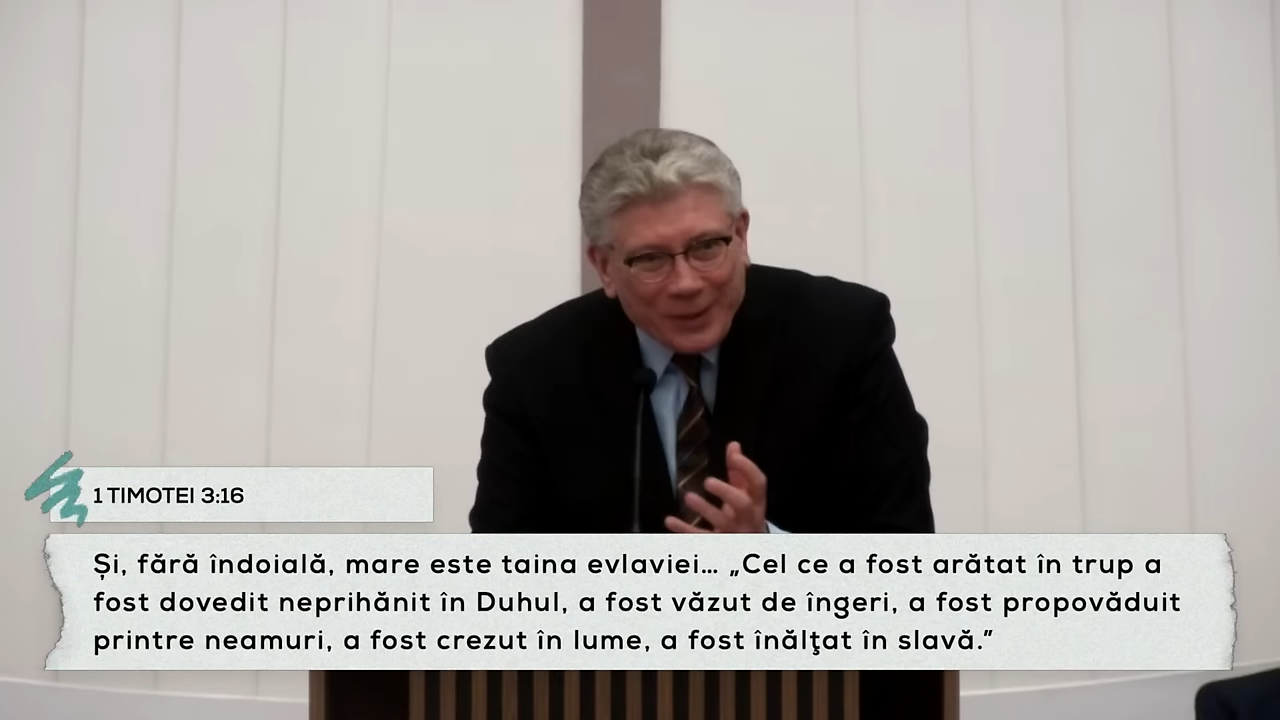 1 TIMOTEI 3:16
Și, fără îndoială, mare este taina evlaviei... „Cel ce a fost arătat în trup a
fost dovedit neprihănit în Duhul, a fost văzut de îngeri, a fost propovăduit
printre neamuri, a fost crezut în lume, a fost înălţat în slavă.”